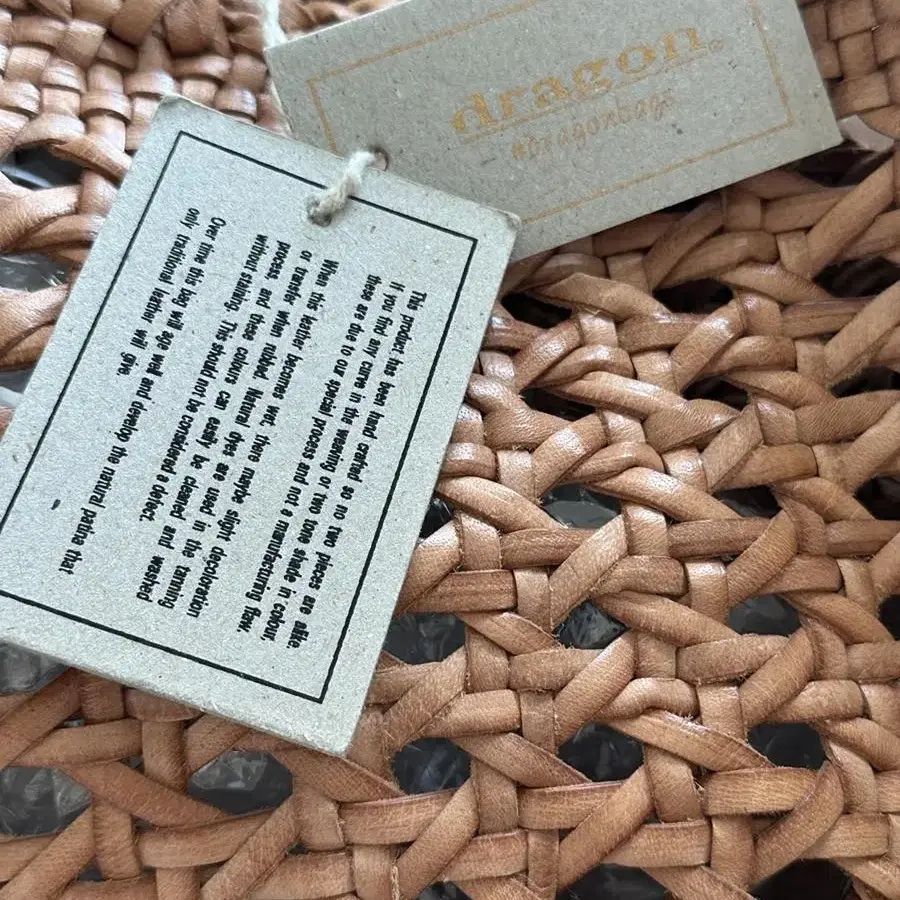 dragon®
#Dragonbags
This product has been hand crafted so no two pieces are alike.
If you find any curve in the weaving or two tone shade in colour,
these are due to our special process and not a manufacturing flaw.
When this leather becomes wet, there maybe slight decoloration
or transfer when rubbed. Natural dyes are used in the tanning
process and these colours can easily be cleaned and washed
without staining. This should not be considered a defect.
Over time this bag will age well and develop the natural patina that
only traditional leather will give.